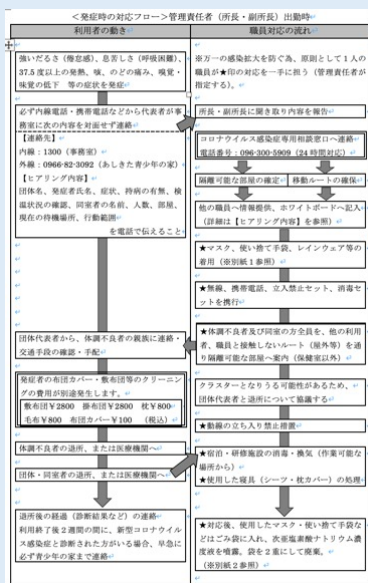 ＜発症時の対応フロー＞管理責任者（所長・副所長）出勤時
利用者の動き
職員対応の流れ
強いだるさ（倦怠感）、息苦しさ（呼吸困難）、
37.5 度以上の発熱、咳、のどの痛み、嗅覚・
味覚の低下　等の症状を発症
※万一の感染拡大を防ぐ為、原則として１人の
職員が★印の対応を一手に担う（管理責任者が
指定する）。
必ず内線電話・携帯電話などから代表者が事
務室に次の内容を対面せず連絡
【連絡先】
内線：1300（事務室）
外線：0966-82-3092（あしきた青少年の家）
【ヒアリング内容】
団体名、発症者氏名、症状、持病の有無、検
温状況の確認、同室者の名前、人数、部屋、
現在の待機場所、行動範囲
を電話で伝えること
所長・副所長に聞き取り内容を報告
コロナウイルス感染症専用相談窓口へ連絡
電話番号：096-300-5909（24 時間対応）
隔離可能な部屋の確定
移動ルートの確保
他の職員へ情報提供、ホワイトボードへ記入
（詳細は【ヒアリング内容】を参照）
★マスク、使い捨て手袋、レインウェア等の
着用（※別紙１参照）
★無線、携帯電話、立入禁止セット、消毒セ
ットを携行
★体調不良者及び同室の方全員を、他の利用
者、職員と接触しないルート（屋外等）を通
り隔離可能な部屋へ案内（保健室以外）
団体代表者から、体調不良者の親族に連絡・
交通手段の確認・手配
発症者の布団カバー・敷布団等のクリーニン
グの費用が別途発生します。
敷布団¥2800　掛布団¥2800　枕¥800
毛布¥800　布団カバー¥100　（税込）
クラスターとなりうる可能性があるため、団
体代表者と退所について協議する
★動線の立ち入り禁止措置
体調不良者の退所、または医療機関へ
★宿泊・研修施設の消毒・換気（作業可能な
場所から）
★使用した寝具（シーツ・枕カバー）の処理
団体・同室者の退所、または医療機関へ
退所後の経過（診断結果など）の連絡
利用終了後２週間の間に、新型コロナウイル
ス感染症と診断された方がいる場合、早急に
必ず青少年の家まで連絡
★対応後、使用したマスク・使い捨て手袋な
どはごみ袋に入れ、次亜塩素酸ナトリウム濃
度液を噴霧、袋を２重にして廃棄。
（※別紙２参照）